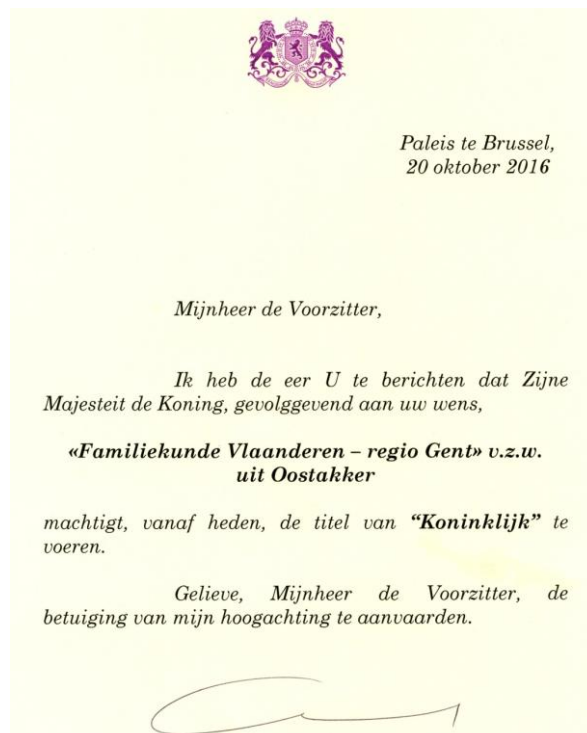 Paleis te Brussel,
20 oktober 2016
Mijnheer de Voorzitter,
Ik heb de eer U te berichten dat Zijne
Majesteit de Koning, gevolggevend aan uw wens,
«Familiekunde Vlaanderen – regio Gent» v.z.w.
uit Oostakker
machtigt, vanaf heden, de titel van “Koninklijk” te
voeren.
Gelieve, Mijnheer de Voorzitter, de
betuiging van mijn hoogachting te aanvaarden.